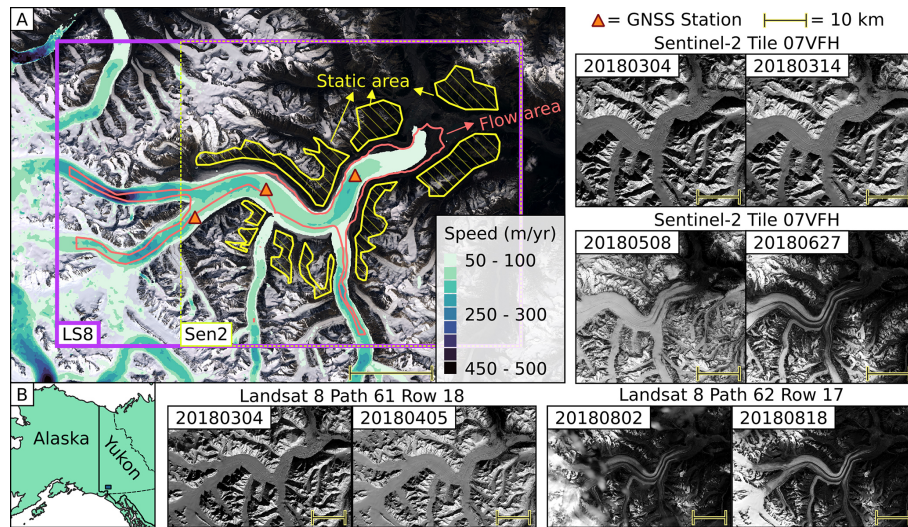 A
Static area
Flow area
Speed (m/yr)
50 - 100
250 - 300
450 - 500
LS8
Sen2
= GNSS Station
= 10 km
Sentinel-2 Tile 07VFH
20180304
20180314
Sentinel-2 Tile 07VFH
20180508
20180627
B
Alaska
Yukon
Landsat 8 Path 61 Row 18
20180304
20180405
Landsat 8 Path 62 Row 17
20180802
20180818